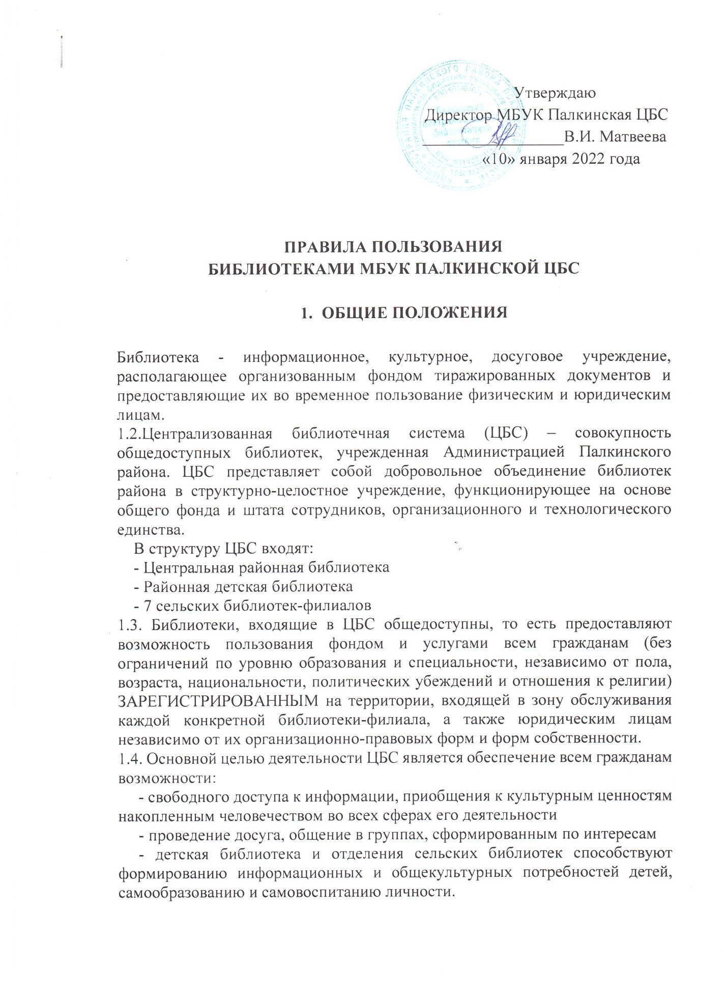 Утверждаю
Директор МБУК Палкинская ЦБС
В.И. Матвеева
«10» января 2022 года
ПРАВИЛА ПОЛЬЗОВАНИЯ
БИБЛИОТЕКАМИ МБУК ПАЛКИНСКОЙ ЦБС
1. ОБЩИЕ ПОЛОЖЕНИЯ
Библиотека - информационное, культурное, досуговое учреждение,
располагающее организованным фондом тиражированных документов и
предоставляющие их во временное пользование физическим и юридическим
лицам.
1.2.Централизованная библиотечная система (ЦБС) – совокупность
общедоступных библиотек, учрежденная Администрацией Палкинского
района. ЦБС представляет собой добровольное объединение библиотек
района в структурно-целостное учреждение, функционирующее на основе
общего фонда и штата сотрудников, организационного и технологического
единства.
В структуру ЦБС входят:
- Центральная районная библиотека
- Районная детская библиотека
- 7 сельских библиотек-филиалов
1.3. Библиотеки, входящие в ЦБС общедоступны, то есть предоставляют
возможность пользования фондом и услугами всем гражданам (без
ограничений по уровню образования и специальности, независимо от пола,
возраста, национальности, политических убеждений и отношения к религии)
ЗАРЕГИСТРИРОВАННЫМ на территории, входящей в зону обслуживания
каждой конкретной библиотеки-филиала, а также юридическим лицам
независимо от их организационно-правовых форм и форм собственности.
1.4. Основной целью деятельности ЦБС является обеспечение всем гражданам
возможности:
- свободного доступа к информации, приобщения к культурным ценностям
накопленным человечеством во всех сферах его деятельности
- проведение досуга, общение в группах, сформированным по интересам
- детская библиотека и отделения сельских библиотек способствуют
формированию информационных и общекультурных потребностей детей,
самообразованию и самовоспитанию личности.